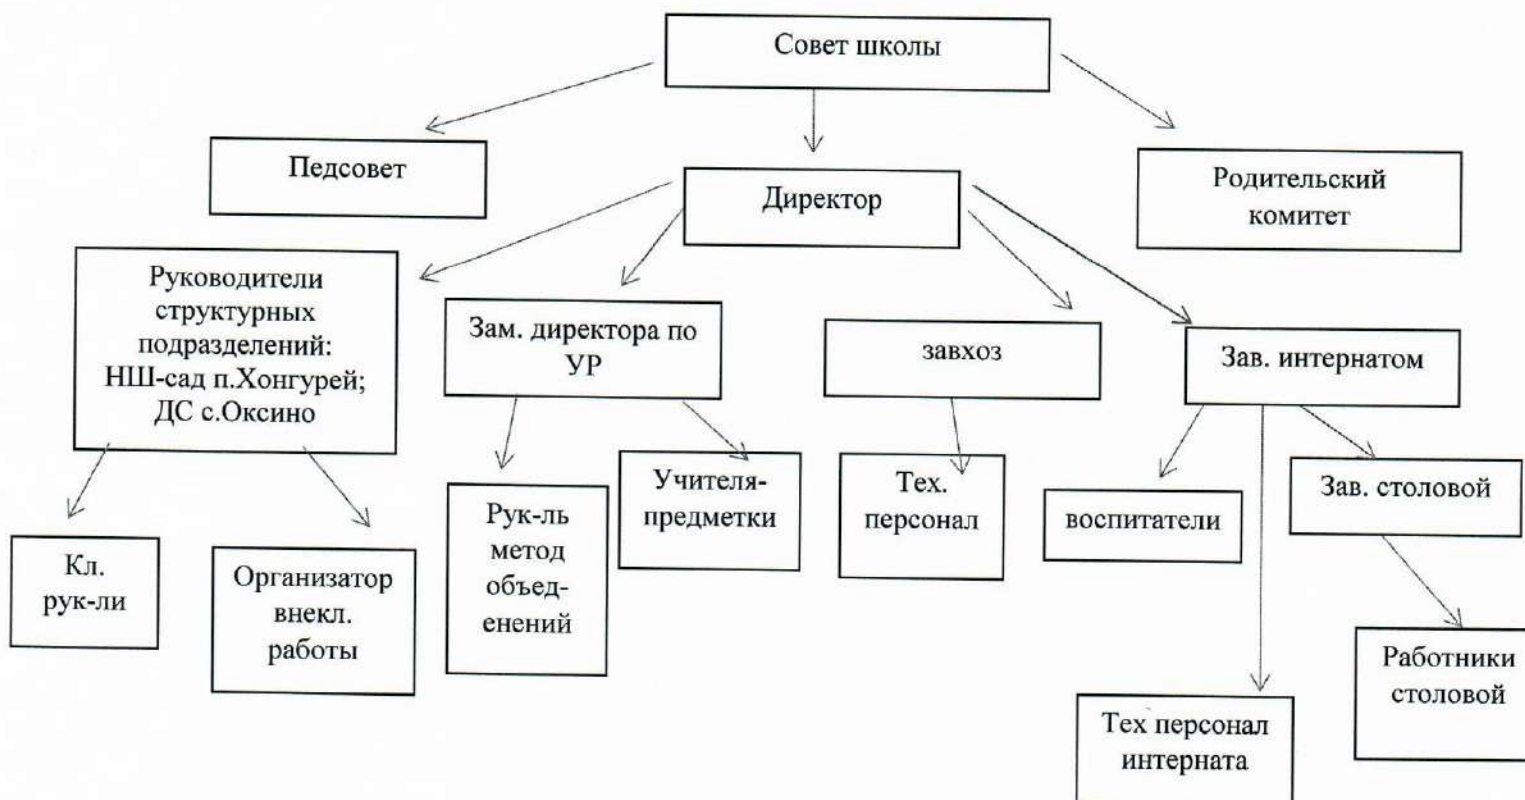 Совет школы
Педсовет
Директор
Родительский
комитет
Руководители
структурных
подразделений:
НШ-сад п.Хонгурей;
ДС с.Оксино
Зам. директора по
УР
завхоз
Зав. интернатом
Кл.
рук-ли
Организатор
внекл.
работы
Рук-ль
метод
объед-
енений
Учителя-
предметки
Тех.
персонал
воспитатели
Зав. столовой
Тех персонал
интерната
Работники
столовой